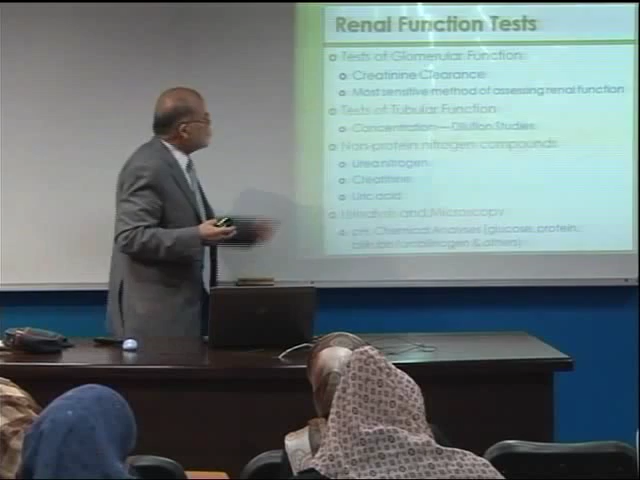 Renal Function Tests
Tests of Glomerular Function
Creatinine Clearance
Most sensitive method of assessing renal function
Tests of Tubular Function
Concentration—Dilution Studies
Non-protein nitrogen compounds
Urea nitrogen
Creatinine
Uric acid
Urinalysis and Microscopy
pH, Chemical Analyses (glucose, protein,
bilirubin/urobilinogen & others)